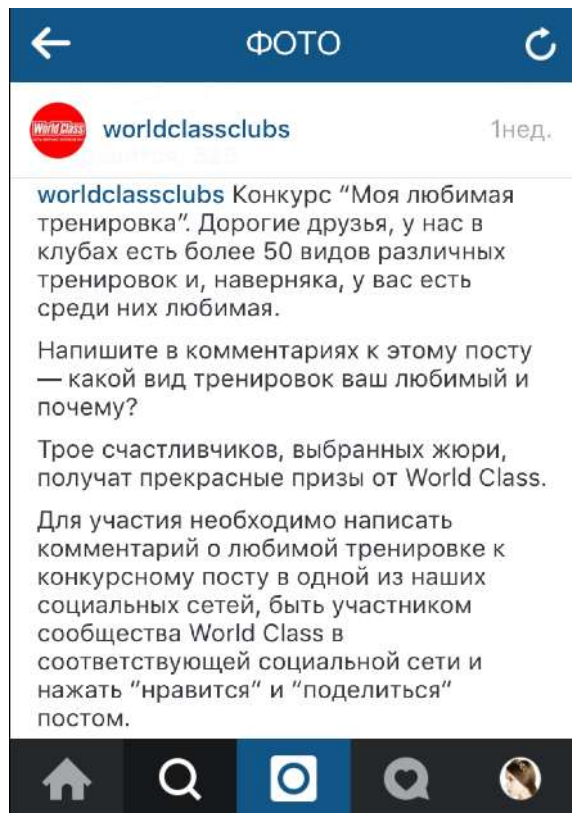 ФОТО
World Class
worldclassclubs
1нед.
worldclassclubs Конкурс “Моя любимая
тренировка”. Дорогие друзья, у нас в
клубах есть более 50 видов различных
тренировок и, наверняка, у вас есть
среди них любимая.
Напишите в комментариях к этому посту
— какой вид тренировок ваш любимый и
почему?
Трое счастливчиков, выбранных жюри,
получат прекрасные призы от World Class.
Для участия необходимо написать
комментарий о любимой тренировке к
конкурсному посту в одной из наших
социальных сетей, быть участником
сообщества World Class в
соответствующей социальной сети и
нажать “нравится” и “поделиться”
постом.